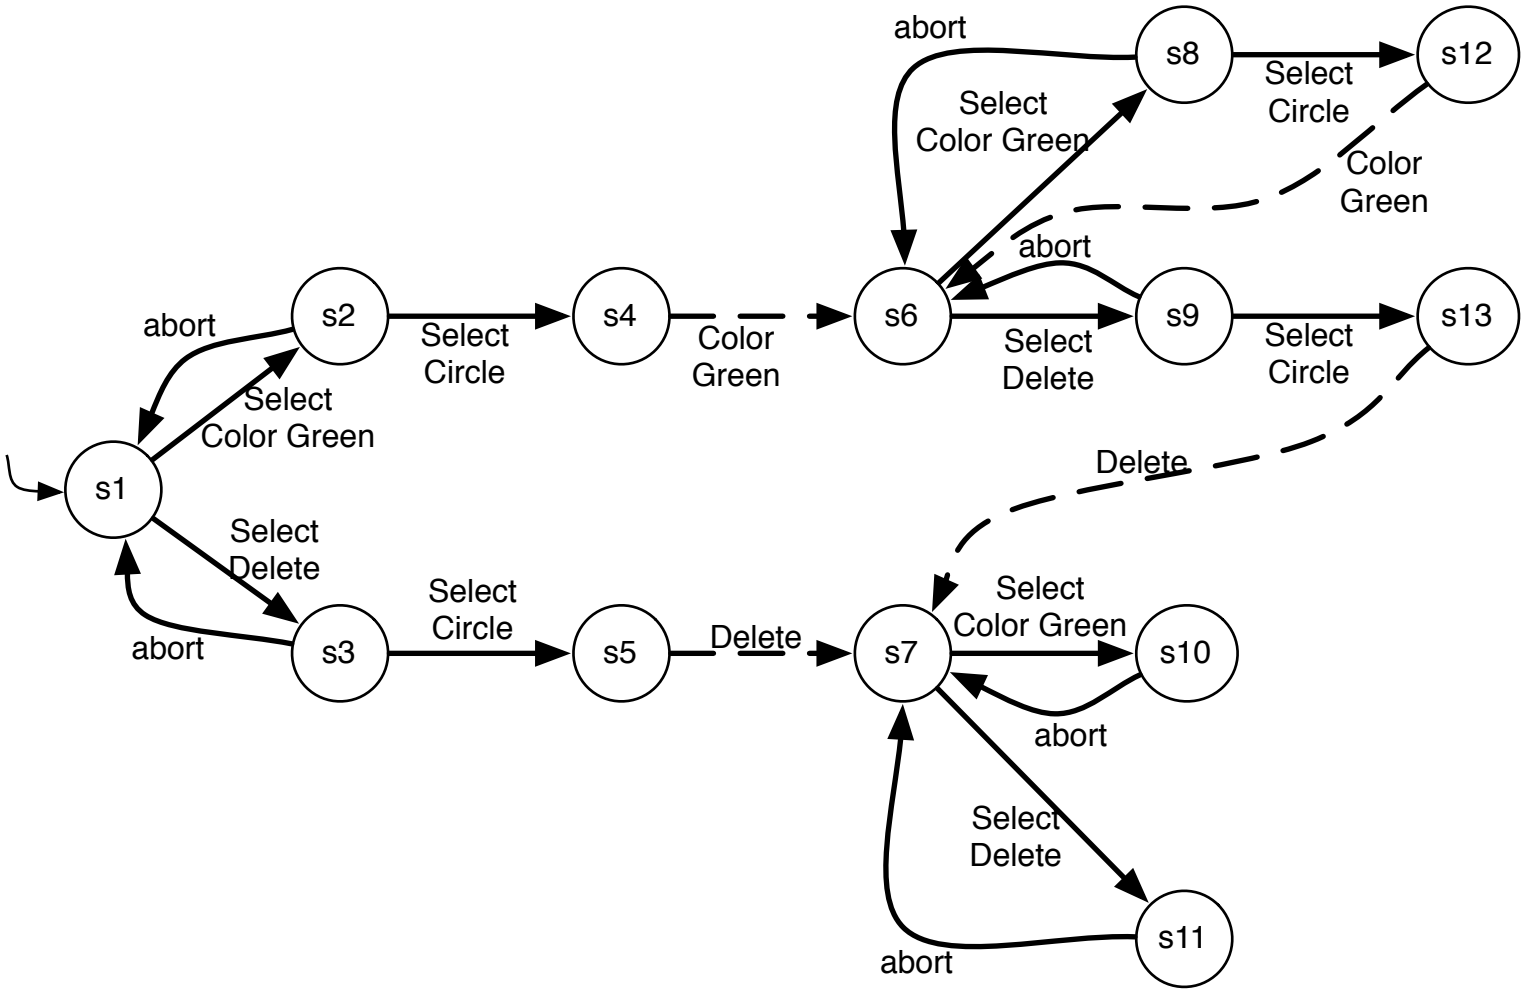 abort
s8
s12
Select
Circle
Select
Color Green
Color
Green
abort
s2
s4
s6
s9
s13
abort
Select
Circle
Color
Green
Select
Delete
Select
Circle
Select
Color Green
s1
Delete
Select
Delete
Select
Circle
Select
Color Green
abort
s3
s5
Delete
s7
s10
abort
Select
Delete
s11
abort